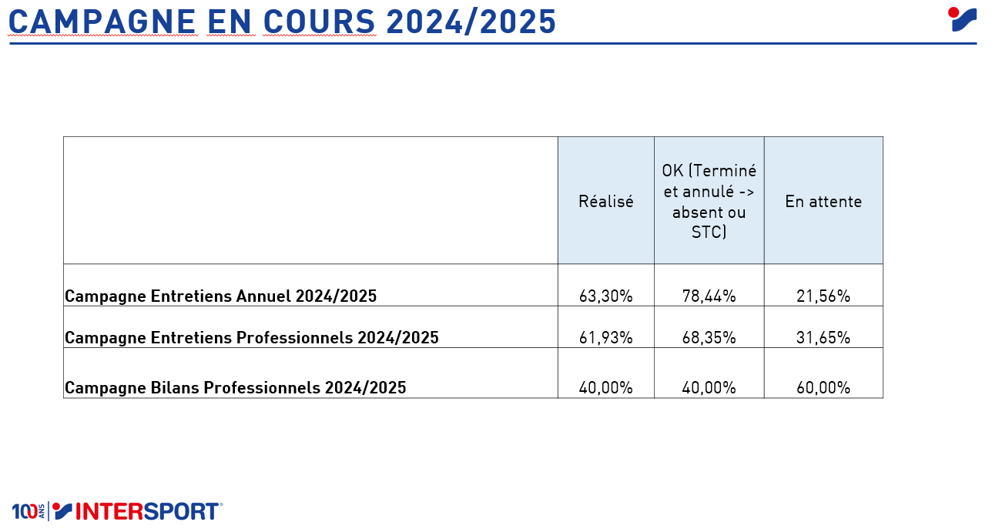 CAMPAGNE EN COURS 2024/2025
Réalisé
OK (Terminé
et annulé ->
absent ou
STC)
En attente
Campagne Entretiens Annuel 2024/2025 63,30% 78,44% 21,56%
Campagne Entretiens Professionnels 2024/2025 61,93% 68,35% 31,65%
Campagne Bilans Professionnels 2024/2025 40,00% 40,00% 60,00%
100 ANS INTERSPORT®